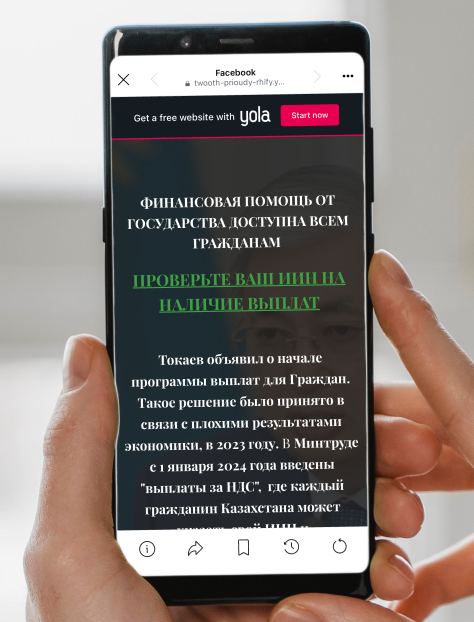 Facebook
twooth-prioudy-rhify.y...
Get a free website with yola Start now
ФИНАНСОВАЯ ПОМОЩЬ ОТ
ГОСУДАРСТВА ДОСТУПНА ВСЕМ
ГРАЖДАНАМ
ПРОВЕРЬТЕ ВАШ ИИН НА
НАЛИЧИЕ ВЫПЛАТ
Токаев объявил о начале
программы выплат для Граждан.
Такое решение было принято в
связи с плохими результатами
экономики, в 2023 году. В Минтруде
с 1 января 2024 года введены
"выплаты за НДС", где каждый
гражданин Казахстана может